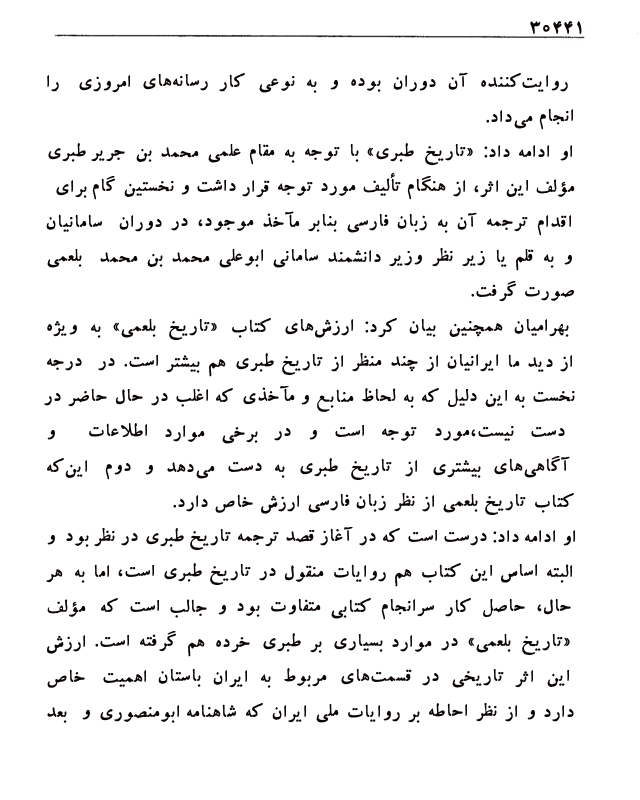 ۳۰۴۴۱
روایت‌کننده آن دوران بوده و به نوعی کار رسانه‌های امروزی را
انجام می‌داد.
او ادامه داد: «تاریخ طبری» با توجه به مقام علمی محمد بن جریر طبری
مؤلف این اثر، از هنگام تألیف مورد توجه قرار داشت و نخستین گام برای
اقدام ترجمه آن به زبان فارسی بنابر مآخذ موجود، در دوران سامانیان
و به قلم یا زیر نظر وزیر دانشمند سامانی ابوعلی محمد بن محمد بلعمی
صورت گرفت.
بهرامیان همچنین بیان کرد: ارزش‌های کتاب «تاریخ بلعمی» به ویژه
از دید ما ایرانیان از چند منظر از تاریخ طبری هم بیشتر است. در درجه
نخست به این دلیل که به لحاظ منابع و مآخذی که اغلب در حال حاضر در
دست نیست،مورد توجه است و در برخی موارد اطلاعات و
آگاهی‌های بیشتری از تاریخ طبری به دست می‌دهد و دوم این‌که
کتاب تاریخ بلعمی از نظر زبان فارسی ارزش خاص دارد.
او ادامه داد: درست است که در آغاز قصد ترجمه تاریخ طبری در نظر بود و
البته اساس این کتاب هم روایات منقول در تاریخ طبری است، اما به هر
حال، حاصل کار سرانجام کتابی متفاوت بود و جالب است که مؤلف
«تاریخ بلعمی» در موارد بسیاری بر طبری خرده هم گرفته است. ارزش
این اثر تاریخی در قسمت‌های مربوط به ایران باستان اهمیت خاص
دارد و از نظر احاطه بر روایات ملی ایران که شاهنامه ابومنصوری و بعد